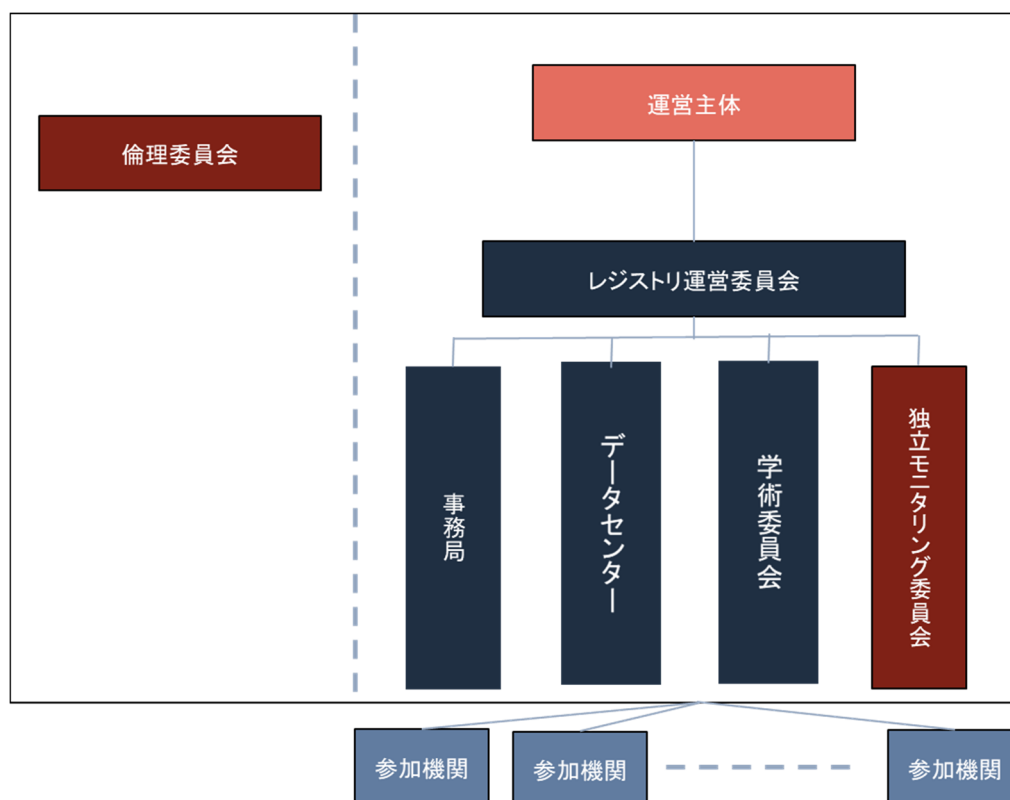 運営主体
倫理委員会
レジストリ運営委員会
事務局
データセンター
学術委員会
独立モニタリング委員会
参加機関
参加機関
参加機関